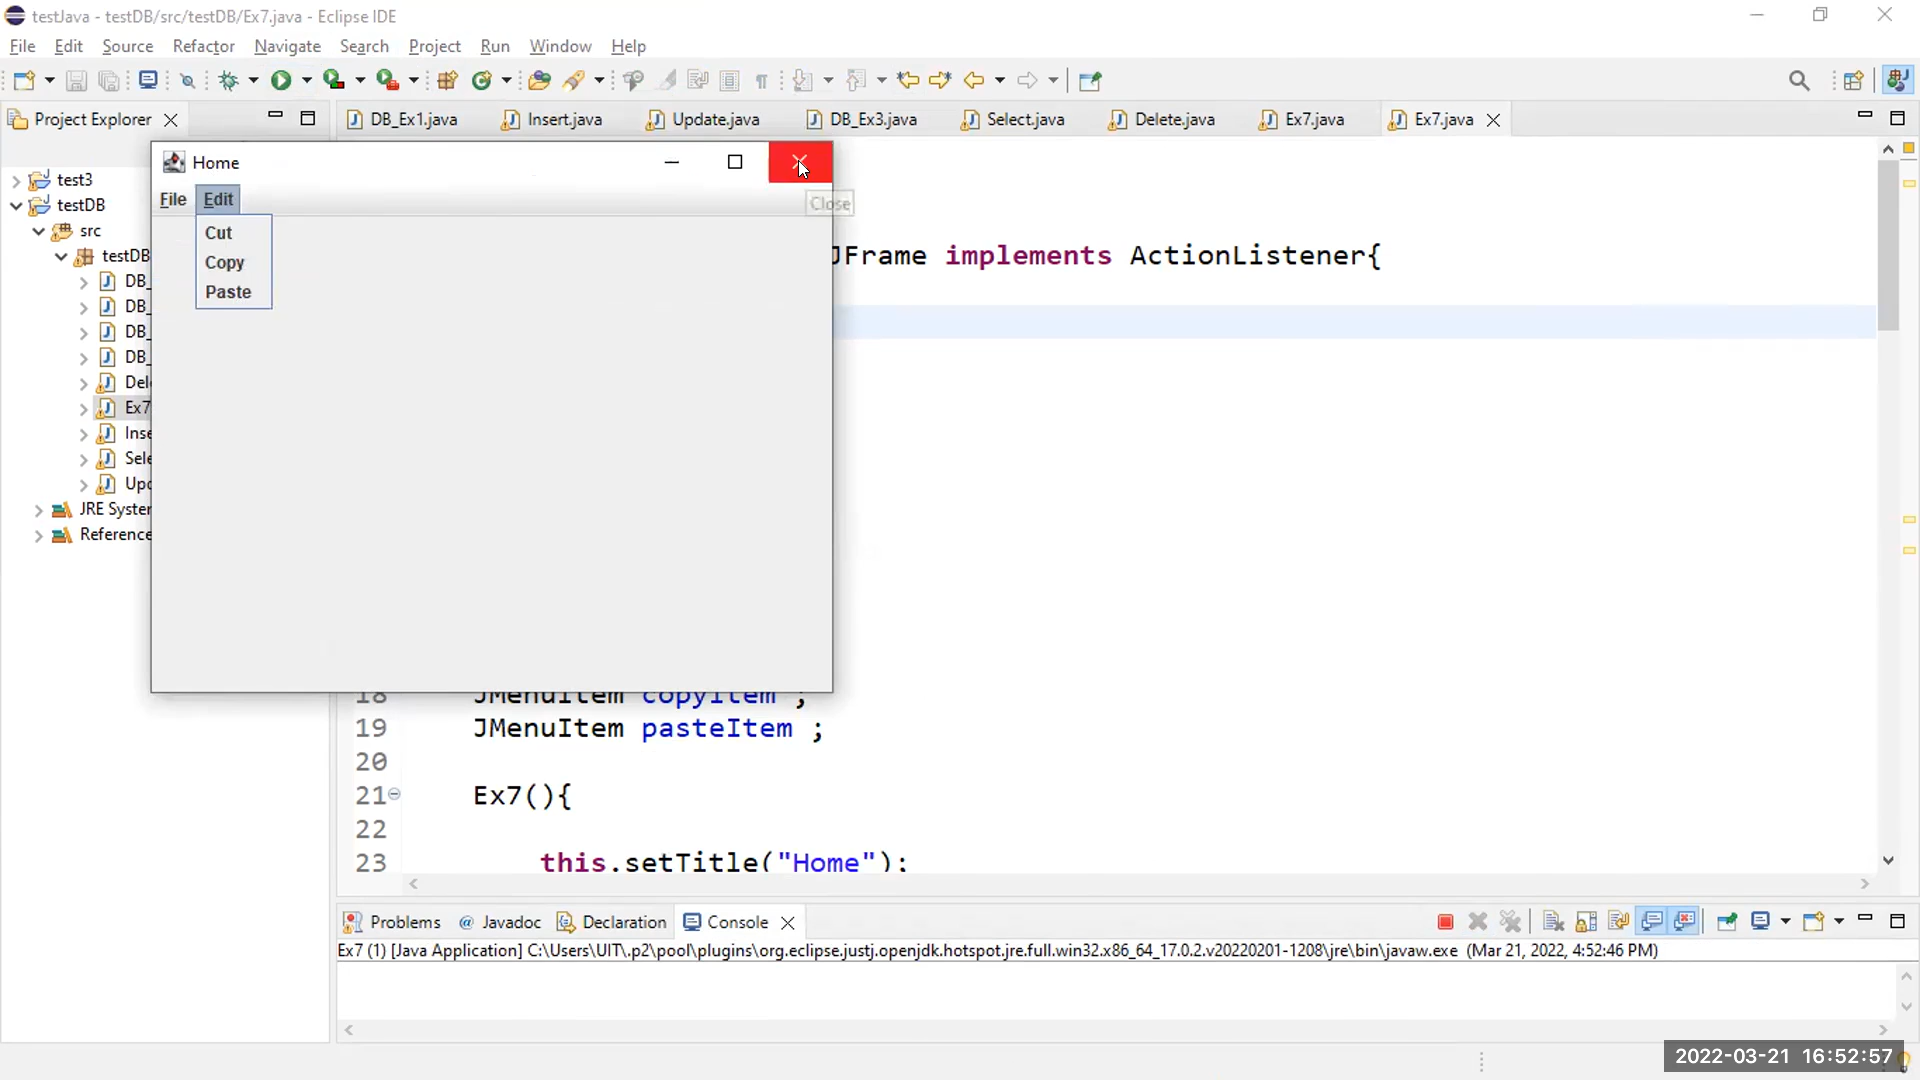 testJava - testDB/src/testDB/Ex7.java - Eclipse IDE
File Edit Source Refactor Navigate Search Project Run Window Help
Project Explorer
DB_Ex1.java Insert.java Update.java DB_Ex3.java Select.java Delete.java Ex7.java Ex7.java
Home
test3
File Edit
Close
testDB
src
Cut
testDB
JFrame implements ActionListener{
Copy
DB_
Paste
DB_
DB_
DB_
Dele
Ex7
Inse
Sele
Upd
JRE System
Reference
18 JMenuItem copyItem ;
19 JMenuItem pasteItem ;
20
21 Ex7(){
22
23 this.setTitle("Home");
Problems @ Javadoc Declaration Console
Ex7 (1) [Java Application] C:\Users\UIT\.p2\pool\plugins\org.eclipse.justj.openjdk.hotspot.jre.full.win32.x86_64_17.0.2.v20220201-1208\jre\bin\javaw.exe (Mar 21, 2022, 4:52:46 PM)
2022-03-21 16:52:57